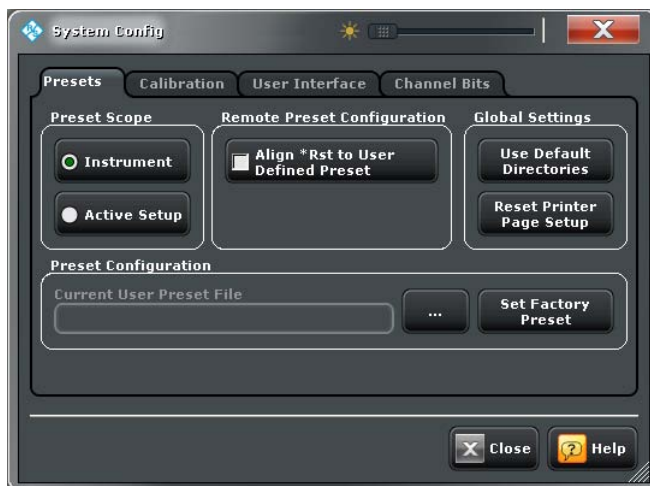 System Config
Presets Calibration User Interface Channel Bits
Preset Scope
Instrument
Active Setup
Remote Preset Configuration
Align *Rst to User
Defined Preset
Global Settings
Use Default
Directories
Reset Printer
Page Setup
Preset Configuration
Current User Preset File
...
Set Factory
Preset
Close
Help